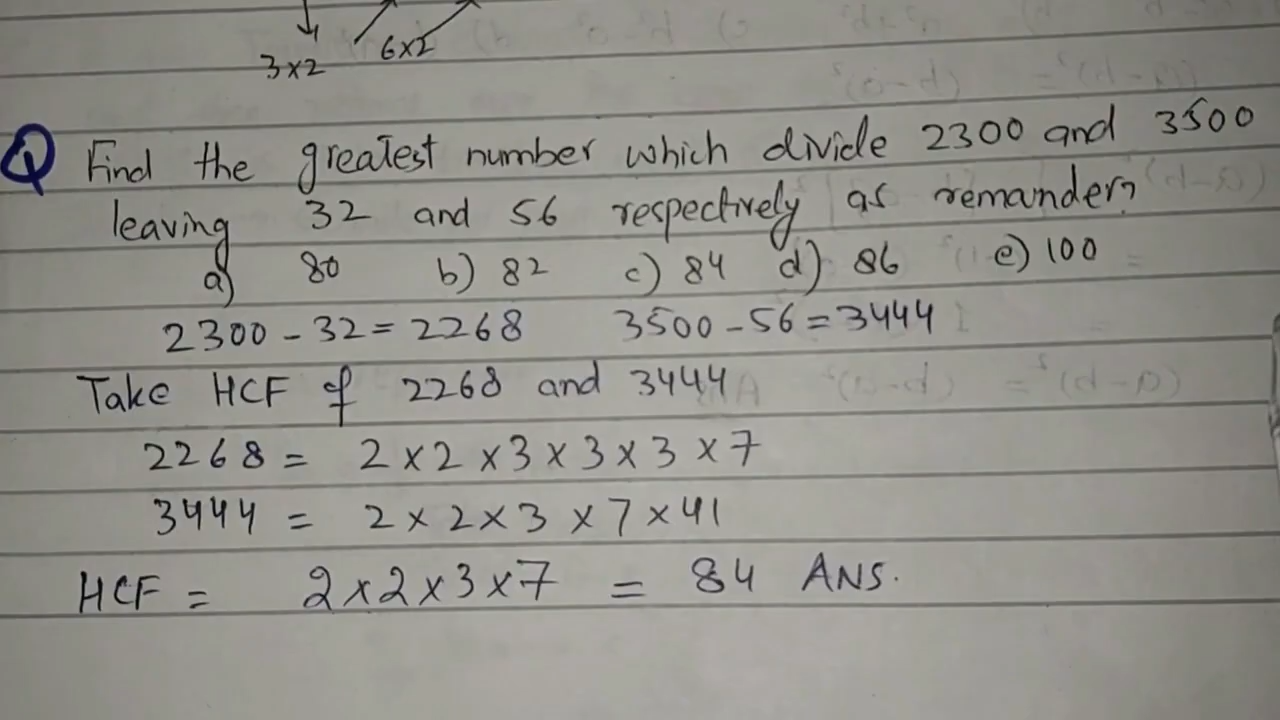 3×2 6×2
Q Find the greatest number which divide 2300 and 3500
leaving 32 and 56 respectively as remainder?
a) 80 b) 82 c) 84 d) 86 e) 100
2300 - 32 = 2268 3500 - 56 = 3444
Take HCF of 2268 and 3444
2268 = 2 × 2 × 3 × 3 × 3 × 7
3444 = 2 × 2 × 3 × 7 × 41
HCF = 2×2×3×7 = 84 ANS.